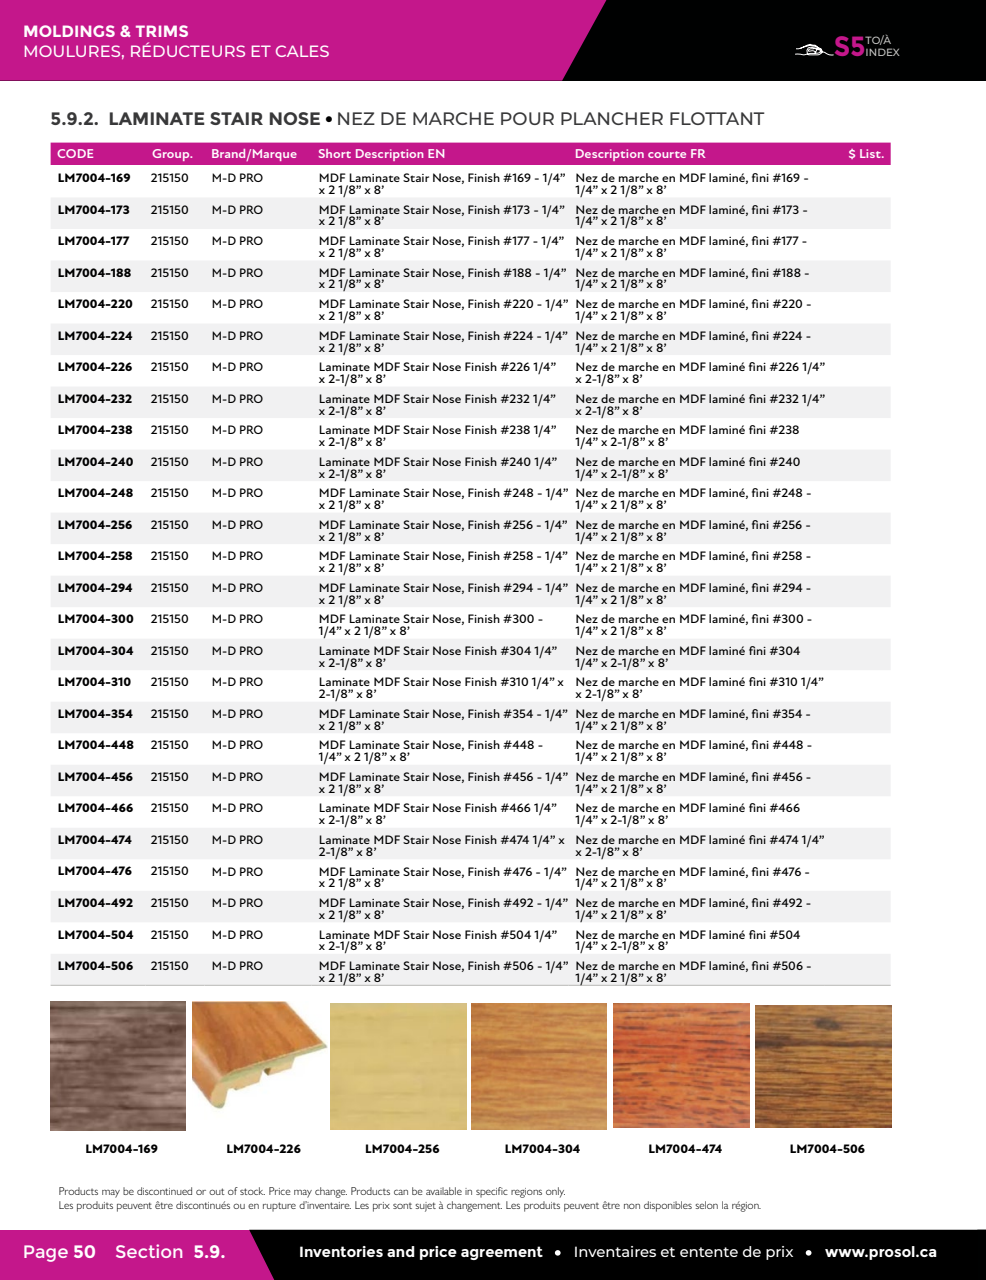 MOLDINGS & TRIMS
MOULURES, RÉDUCTEURS ET CALES
S5 TO/À INDEX
5.9.2. LAMINATE STAIR NOSE • NEZ DE MARCHE POUR PLANCHER FLOTTANT
CODE Group. Brand/Marque Short Description EN Description courte FR $ List.
LM7004-169 215150 M-D PRO MDF Laminate Stair Nose, Finish #169 - 1/4” Nez de marche en MDF laminé, fini #169 -
x 2 1/8” x 8’ 1/4” x 2 1/8” x 8’
LM7004-173 215150 M-D PRO MDF Laminate Stair Nose, Finish #173 - 1/4” Nez de marche en MDF laminé, fini #173 -
x 2 1/8” x 8’ 1/4” x 2 1/8” x 8’
LM7004-177 215150 M-D PRO MDF Laminate Stair Nose, Finish #177 - 1/4” Nez de marche en MDF laminé, fini #177 -
x 2 1/8” x 8’ 1/4” x 2 1/8” x 8’
LM7004-188 215150 M-D PRO MDF Laminate Stair Nose, Finish #188 - 1/4” Nez de marche en MDF laminé, fini #188 -
x 2 1/8” x 8’ 1/4” x 2 1/8” x 8’
LM7004-220 215150 M-D PRO MDF Laminate Stair Nose, Finish #220 - 1/4” Nez de marche en MDF laminé, fini #220 -
x 2 1/8” x 8’ 1/4” x 2 1/8” x 8’
LM7004-224 215150 M-D PRO MDF Laminate Stair Nose, Finish #224 - 1/4” Nez de marche en MDF laminé, fini #224 -
x 2 1/8” x 8’ 1/4” x 2 1/8” x 8’
LM7004-226 215150 M-D PRO Laminate MDF Stair Nose Finish #226 1/4” Nez de marche en MDF laminé fini #226 1/4”
x 2-1/8” x 8’ x 2-1/8” x 8’
LM7004-232 215150 M-D PRO Laminate MDF Stair Nose Finish #232 1/4” Nez de marche en MDF laminé fini #232 1/4”
x 2-1/8” x 8’ x 2-1/8” x 8’
LM7004-238 215150 M-D PRO Laminate MDF Stair Nose Finish #238 1/4” Nez de marche en MDF laminé fini #238
x 2-1/8” x 8’ 1/4” x 2-1/8” x 8’
LM7004-240 215150 M-D PRO Laminate MDF Stair Nose Finish #240 1/4” Nez de marche en MDF laminé fini #240
x 2-1/8” x 8’ 1/4” x 2-1/8” x 8’
LM7004-248 215150 M-D PRO MDF Laminate Stair Nose, Finish #248 - 1/4” Nez de marche en MDF laminé, fini #248 -
x 2 1/8” x 8’ 1/4” x 2 1/8” x 8’
LM7004-256 215150 M-D PRO MDF Laminate Stair Nose, Finish #256 - 1/4” Nez de marche en MDF laminé, fini #256 -
x 2 1/8” x 8’ 1/4” x 2 1/8” x 8’
LM7004-258 215150 M-D PRO MDF Laminate Stair Nose, Finish #258 - 1/4” Nez de marche en MDF laminé, fini #258 -
x 2 1/8” x 8’ 1/4” x 2 1/8” x 8’
LM7004-294 215150 M-D PRO MDF Laminate Stair Nose, Finish #294 - 1/4” Nez de marche en MDF laminé, fini #294 -
x 2 1/8” x 8’ 1/4” x 2 1/8” x 8’
LM7004-300 215150 M-D PRO MDF Laminate Stair Nose, Finish #300 - Nez de marche en MDF laminé, fini #300 -
1/4” x 2 1/8” x 8’ 1/4” x 2 1/8” x 8’
LM7004-304 215150 M-D PRO Laminate MDF Stair Nose Finish #304 1/4” Nez de marche en MDF laminé fini #304
x 2-1/8” x 8’ 1/4” x 2-1/8” x 8’
LM7004-310 215150 M-D PRO Laminate MDF Stair Nose Finish #310 1/4” x Nez de marche en MDF laminé fini #310 1/4”
2-1/8” x 8’ x 2-1/8” x 8’
LM7004-354 215150 M-D PRO MDF Laminate Stair Nose, Finish #354 - 1/4” Nez de marche en MDF laminé, fini #354 -
x 2 1/8” x 8’ 1/4” x 2 1/8” x 8’
LM7004-448 215150 M-D PRO MDF Laminate Stair Nose, Finish #448 - Nez de marche en MDF laminé, fini #448 -
1/4” x 2 1/8” x 8’ 1/4” x 2 1/8” x 8’
LM7004-456 215150 M-D PRO MDF Laminate Stair Nose, Finish #456 - 1/4” Nez de marche en MDF laminé, fini #456 -
x 2 1/8” x 8’ 1/4” x 2 1/8” x 8’
LM7004-466 215150 M-D PRO Laminate MDF Stair Nose Finish #466 1/4” Nez de marche en MDF laminé fini #466
x 2-1/8” x 8’ 1/4” x 2-1/8” x 8’
LM7004-474 215150 M-D PRO Laminate MDF Stair Nose Finish #474 1/4” x Nez de marche en MDF laminé fini #474 1/4”
2-1/8” x 8’ x 2-1/8” x 8’
LM7004-476 215150 M-D PRO MDF Laminate Stair Nose, Finish #476 - 1/4” Nez de marche en MDF laminé, fini #476 -
x 2 1/8” x 8’ 1/4” x 2 1/8” x 8’
LM7004-492 215150 M-D PRO MDF Laminate Stair Nose, Finish #492 - 1/4” Nez de marche en MDF laminé, fini #492 -
x 2 1/8” x 8’ 1/4” x 2 1/8” x 8’
LM7004-504 215150 M-D PRO Laminate MDF Stair Nose Finish #504 1/4” Nez de marche en MDF laminé fini #504
x 2-1/8” x 8’ 1/4” x 2-1/8” x 8’
LM7004-506 215150 M-D PRO MDF Laminate Stair Nose, Finish #506 - 1/4” Nez de marche en MDF laminé, fini #506 -
x 2 1/8” x 8’ 1/4” x 2 1/8” x 8’
LM7004-169 LM7004-226 LM7004-256 LM7004-304 LM7004-474 LM7004-506
Products may be discontinued or out of stock. Price may change. Products can be available in specific regions only.
Les produits peuvent être discontinués ou en rupture d’inventaire. Les prix sont sujet à changement. Les produits peuvent être non disponibles selon la région.
Page 50 Section 5.9. Inventories and price agreement • Inventaires et entente de prix • www.prosol.ca